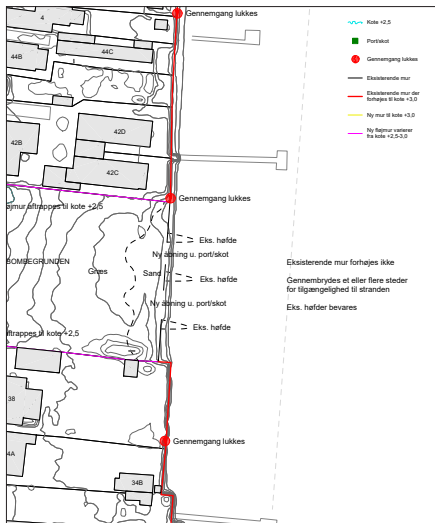 Gennemgang lukkes
4
44C
44B
42D
42B
42C
Gennemgang lukkes
øjmur aftrappes til kote +2,5
Eks. høfde
Ny åbning u. port/skot
BOMBEGRUNDEN
Græs
Sand
Eks. høfde
Ny åbning u. port/skot
Eks. høfde
aftrappes til kote +2,5
38
Gennemgang lukkes
4A
34B
Kote +2,5
Port/skot
Gennemgang lukkes
Eksisterende mur
Eksisterende mur der
forhøjes til kote +3,0
Ny mur til kote +3,0
Ny fløjmur varierer
fra kote +2,5-3,0
Eksisterende mur forhøjes ikke
Gennembrydes et eller flere steder
for tilgængelighed til stranden
Eks. høfder bevares